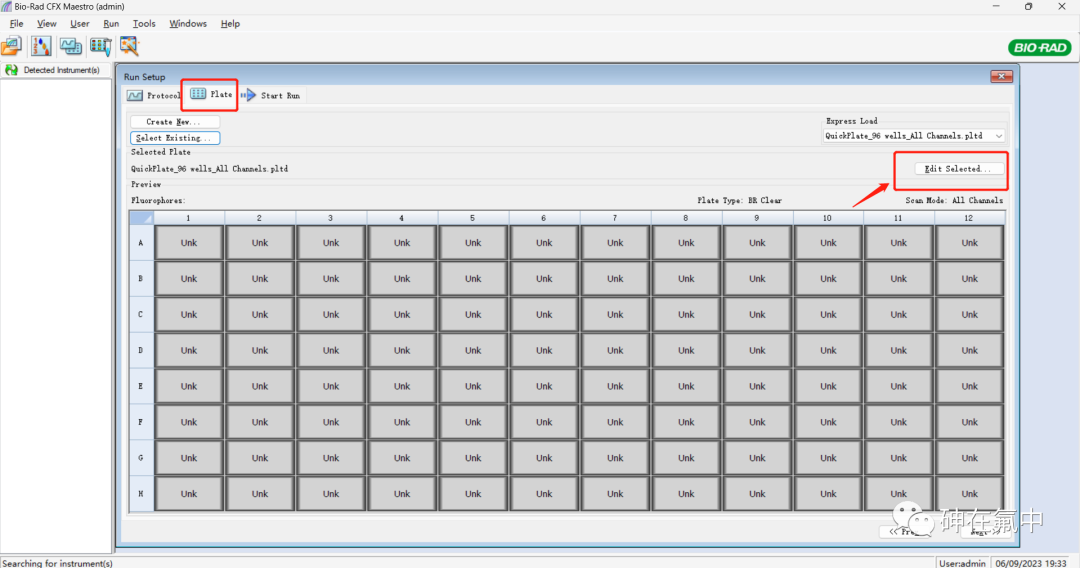 Bio-Rad CFX Maestro (admin)
File View User Run Tools Windows Help
BIO-RAD
Detected Instrument(s)
Run Setup
Protocol Plate Start Run
Create New...
Express Load
Select Existing...
QuickPlate_96 wells_All Channels.pltd
Selected Plate
QuickPlate_96 wells_All Channels.pltd
Edit Selected...
Preview
Fluorophores:
Plate Type: BR Clear
Scan Mode: All Channels
1 2 3 4 5 6 7 8 9 10 11 12
A Unk Unk Unk Unk Unk Unk Unk Unk Unk Unk Unk Unk
B Unk Unk Unk Unk Unk Unk Unk Unk Unk Unk Unk Unk
C Unk Unk Unk Unk Unk Unk Unk Unk Unk Unk Unk Unk
D Unk Unk Unk Unk Unk Unk Unk Unk Unk Unk Unk Unk
E Unk Unk Unk Unk Unk Unk Unk Unk Unk Unk Unk Unk
F Unk Unk Unk Unk Unk Unk Unk Unk Unk Unk Unk Unk
G Unk Unk Unk Unk Unk Unk Unk Unk Unk Unk Unk Unk
H Unk Unk Unk Unk Unk Unk Unk Unk Unk Unk Unk Unk
砷在氟中
Searching for instrument(s)
User:admin
06/09/2023 19:33